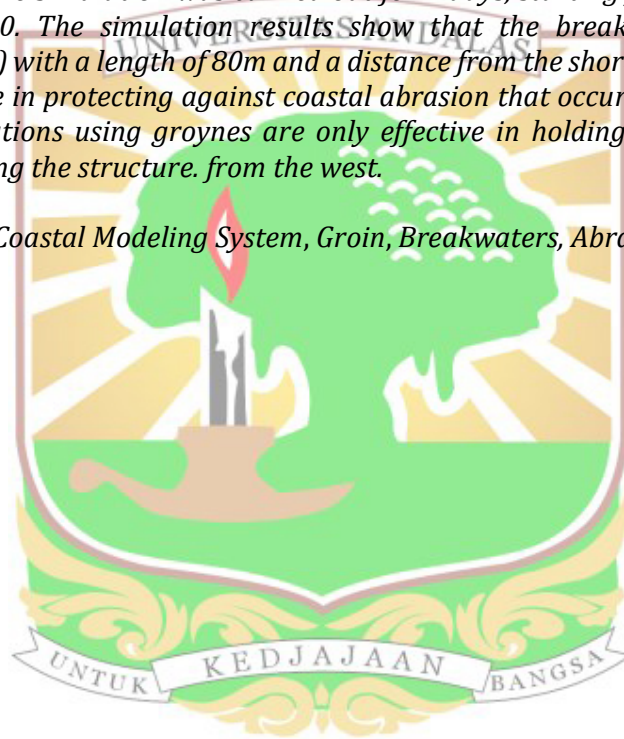 0. The simulation results show that the break
UNIVERSITAS ANDALAS
) with a length of 80m and a distance from the shor
e in protecting against coastal abrasion that occur
tions using groynes are only effective in holding
ng the structure. from the west.
Coastal Modeling System, Groin, Breakwaters, Abra
UNTUK KEDJAJAAN BANGSA